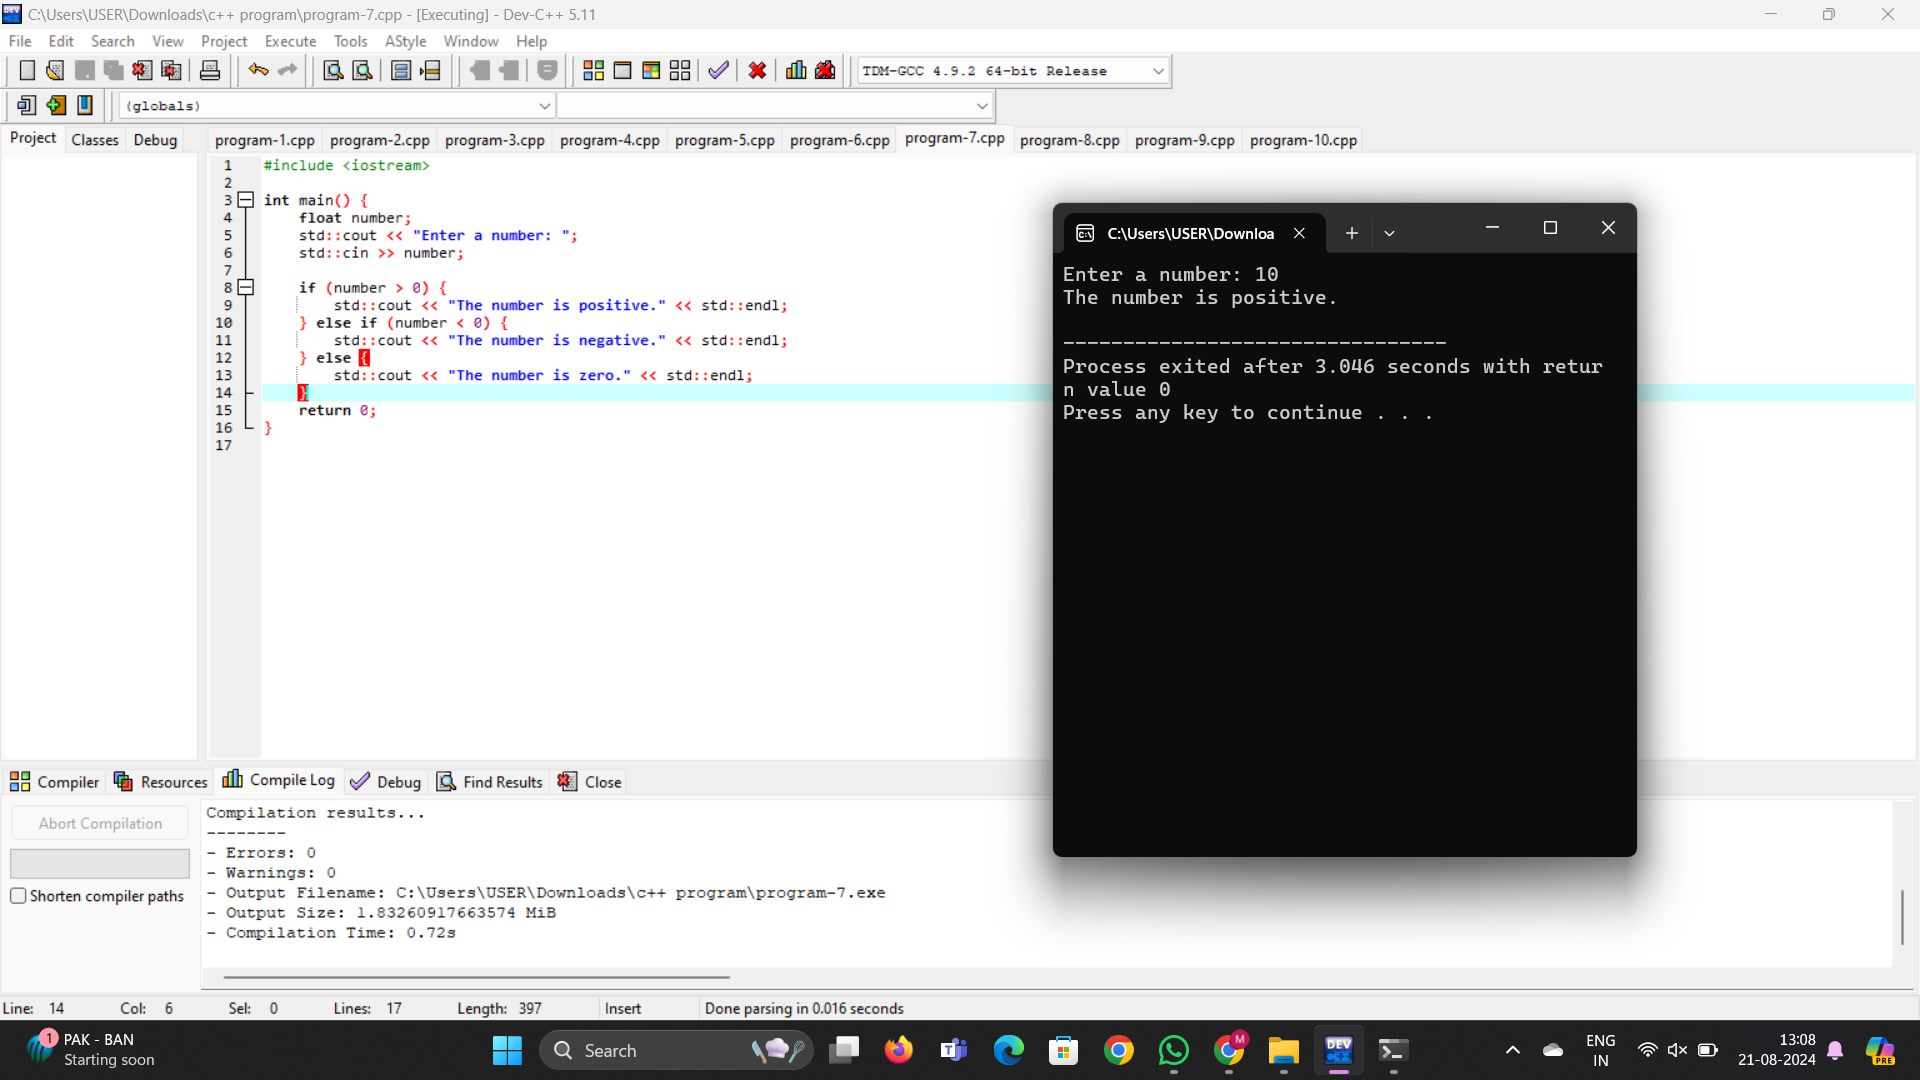 C:\Users\USER\Downloads\c++ program\program-7.cpp - [Executing] - Dev-C++ 5.11
File Edit Search View Project Execute Tools AStyle Window Help
TDM-GCC 4.9.2 64-bit Release
(globals)
Project Classes Debug
program-1.cpp program-2.cpp program-3.cpp program-4.cpp program-5.cpp program-6.cpp program-7.cpp program-8.cpp program-9.cpp program-10.cpp
1 #include <iostream>
2
3 int main() {
4 float number;
5 std::cout << "Enter a number: ";
6 std::cin >> number;
7
8 if (number > 0) {
9 std::cout << "The number is positive." << std::endl;
10 } else if (number < 0) {
11 std::cout << "The number is negative." << std::endl;
12 } else {
13 std::cout << "The number is zero." << std::endl;
14 }
15 return 0;
16 }
17
C:\Users\USER\Downloa
Enter a number: 10
The number is positive.
--------------------------------
Process exited after 3.046 seconds with retur
n value 0
Press any key to continue . . .
Compiler Resources Compile Log Debug Find Results Close
Abort Compilation
Shorten compiler paths
Compilation results...
--------
- Errors: 0
- Warnings: 0
- Output Filename: C:\Users\USER\Downloads\c++ program\program-7.exe
- Output Size: 1.83260917663574 MiB
- Compilation Time: 0.72s
Line: 14 Col: 6 Sel: 0 Lines: 17 Length: 397 Insert Done parsing in 0.016 seconds
1
PAK - BAN
Starting soon
Search
M
DEV
C++
PRE
ENG
IN
13:08
21-08-2024